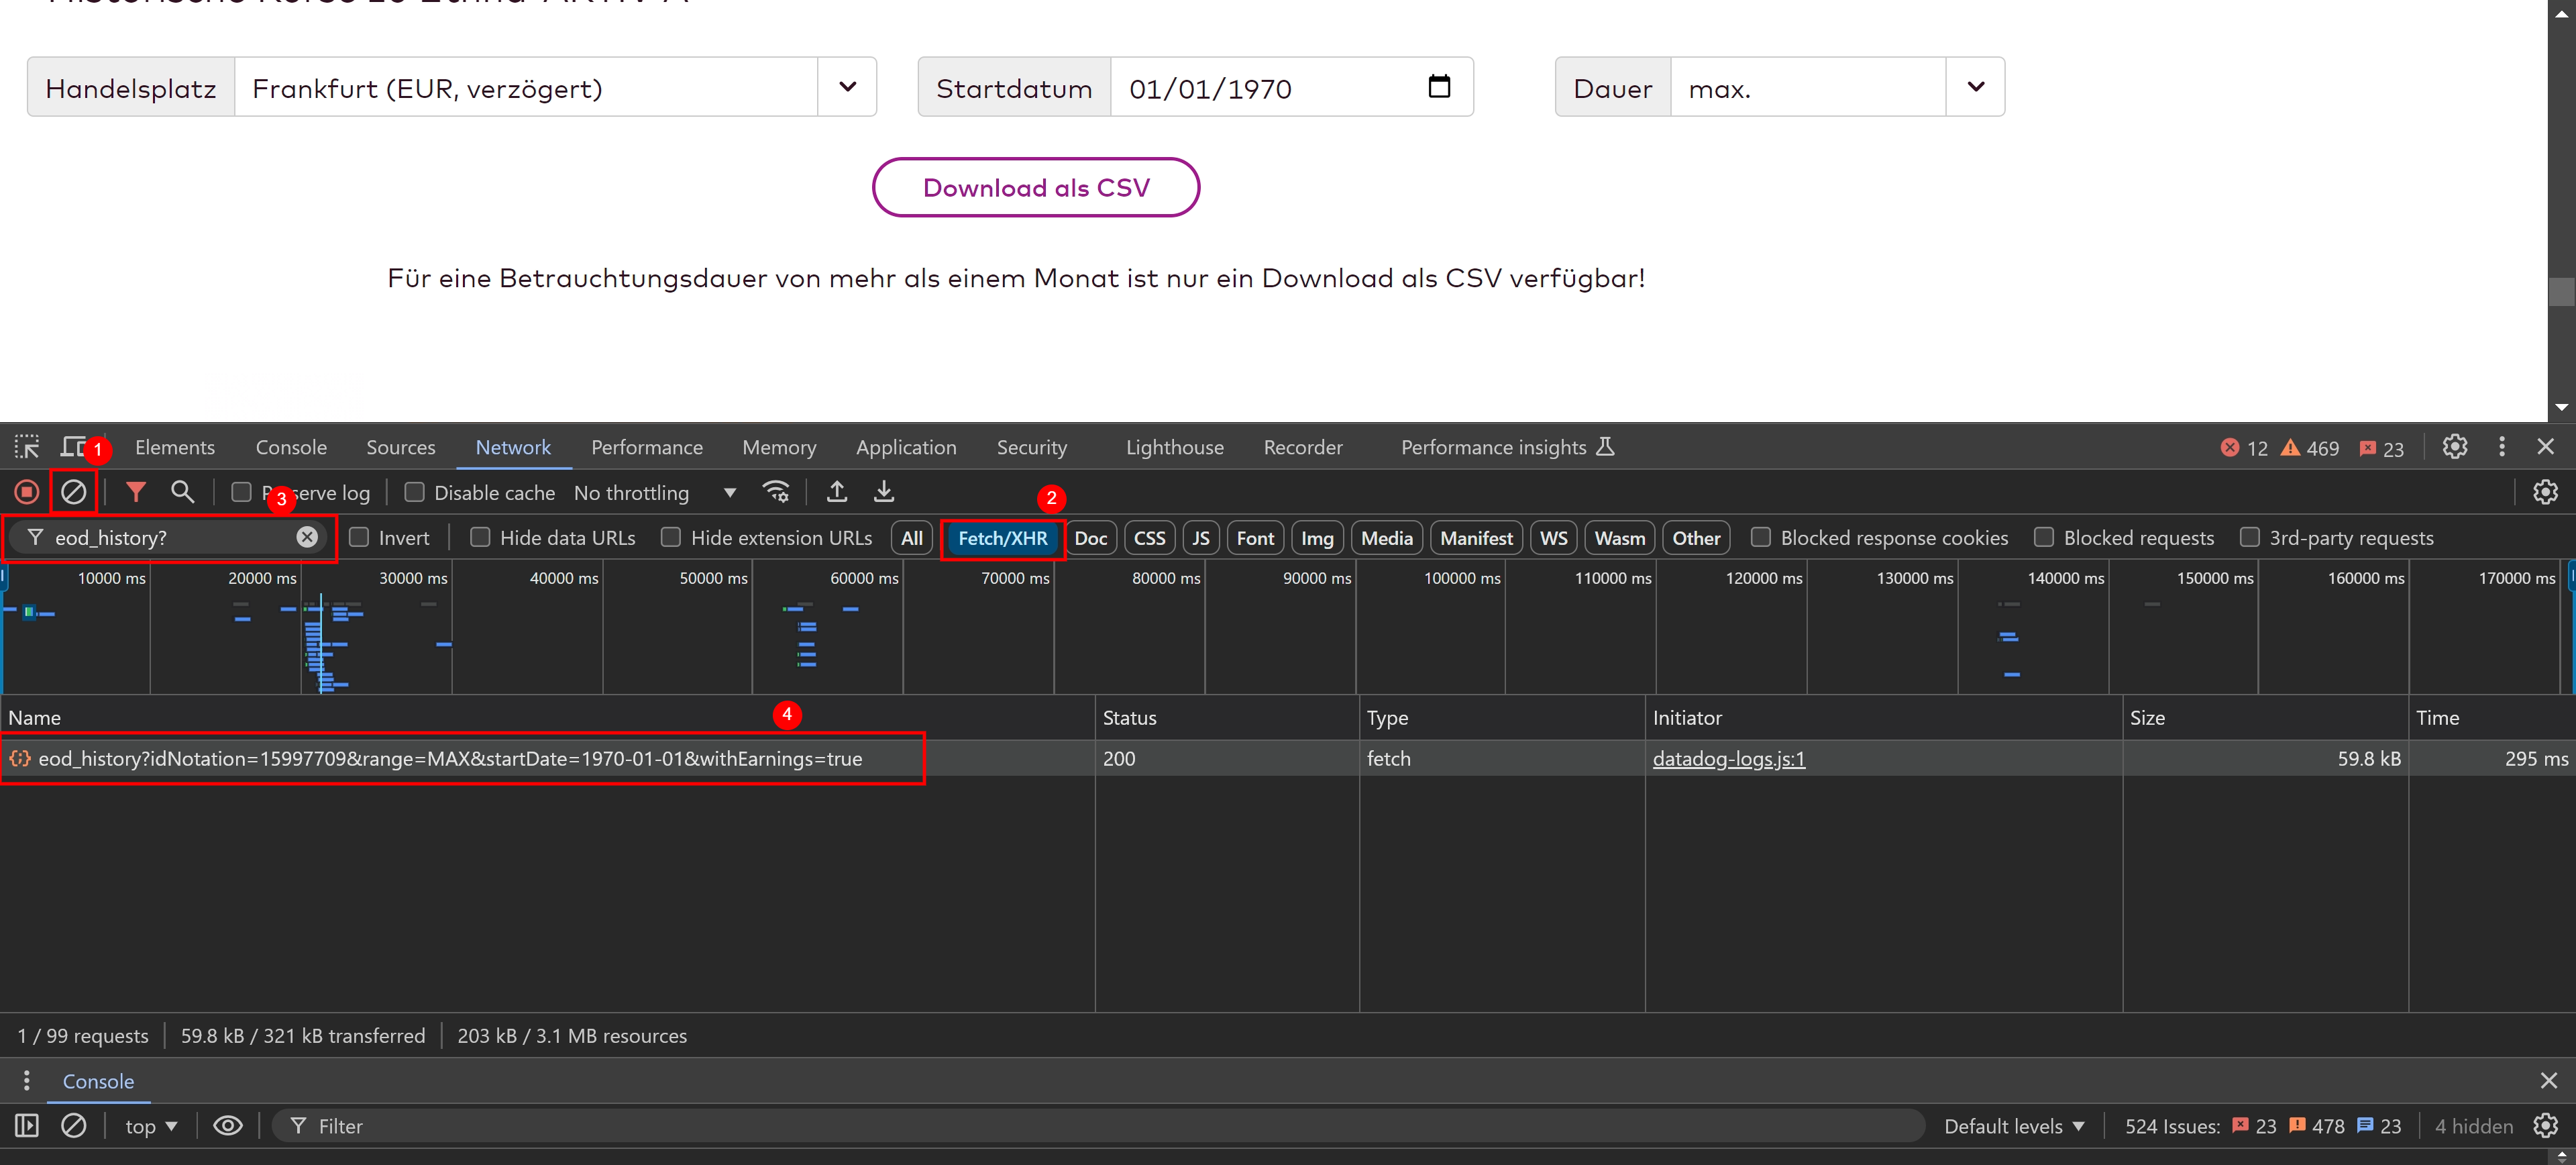 Historische Kurse zu Ethna-AKTIV A
Handelsplatz Frankfurt (EUR, verzögert) Startdatum 01/01/1970 Dauer max.
Download als CSV
Für eine Betrauchtungsdauer von mehr als einem Monat ist nur ein Download als CSV verfügbar!
1 Elements Console Sources Network Performance Memory Application Security Lighthouse Recorder Performance insights 12 469 23
Preserve log Disable cache No throttling
3 2
eod_history? Invert Hide data URLs Hide extension URLs All Fetch/XHR Doc CSS JS Font Img Media Manifest WS Wasm Other Blocked response cookies Blocked requests 3rd-party requests
10000 ms 20000 ms 30000 ms 40000 ms 50000 ms 60000 ms 70000 ms 80000 ms 90000 ms 100000 ms 110000 ms 120000 ms 130000 ms 140000 ms 150000 ms 160000 ms 170000 ms
Name 4 Status Type Initiator Size Time
eod_history?idNotation=15997709&range=MAX&startDate=1970-01-01&withEarnings=true 200 fetch datadog-logs.js:1 59.8 kB 295 ms
1 / 99 requests 59.8 kB / 321 kB transferred 203 kB / 3.1 MB resources
Console
top Filter Default levels 524 Issues: 23 478 23 4 hidden